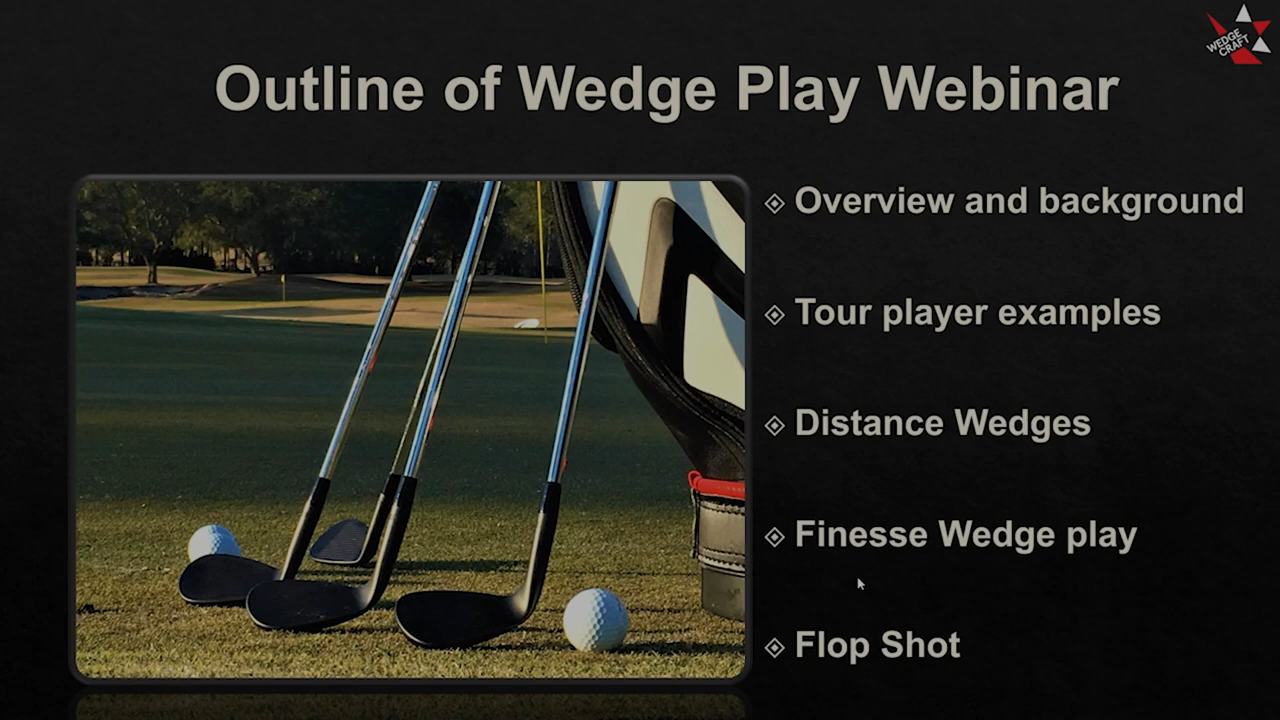 WEDGE
CRAFT
Outline of Wedge Play Webinar
Overview and background
Tour player examples
Distance Wedges
Finesse Wedge play
Flop Shot